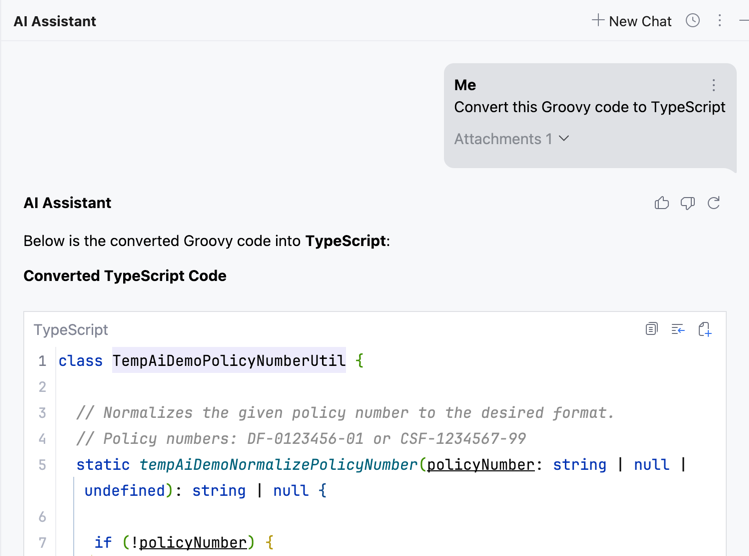 AI Assistant
New Chat
Me
Convert this Groovy code to TypeScript
Attachments 1
AI Assistant
Below is the converted Groovy code into TypeScript:
Converted TypeScript Code
TypeScript
1 class TempAiDemoPolicyNumberUtil {
2
3 // Normalizes the given policy number to the desired format.
4 // Policy numbers: DF-0123456-01 or CSF-1234567-99
5 static tempAiDemoNormalizePolicyNumber(policyNumber: string | null |
undefined): string | null {
6
7 if (!policyNumber) {